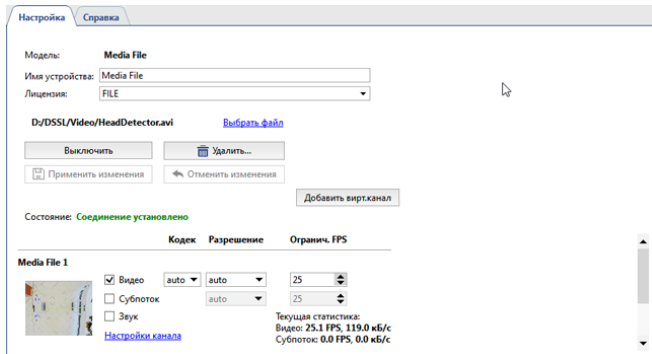 Настройка Справка
Модель: Media File
Имя устройства: Media File
Лицензия: FILE
D:/DSSL/Video/HeadDetector.avi Выбрать файл
Выключить Удалить...
Применить изменения Отменить изменения
Добавить вирт.канал
Состояние: Соединение установлено
Кодек Разрешение Огранич. FPS
Media File 1
Видео auto auto 25
Субпоток auto 25
Звук Текущая статистика:
Видео: 25.1 FPS, 119.0 кБ/с
Настройки канала Субпоток: 0.0 FPS, 0.0 кБ/с